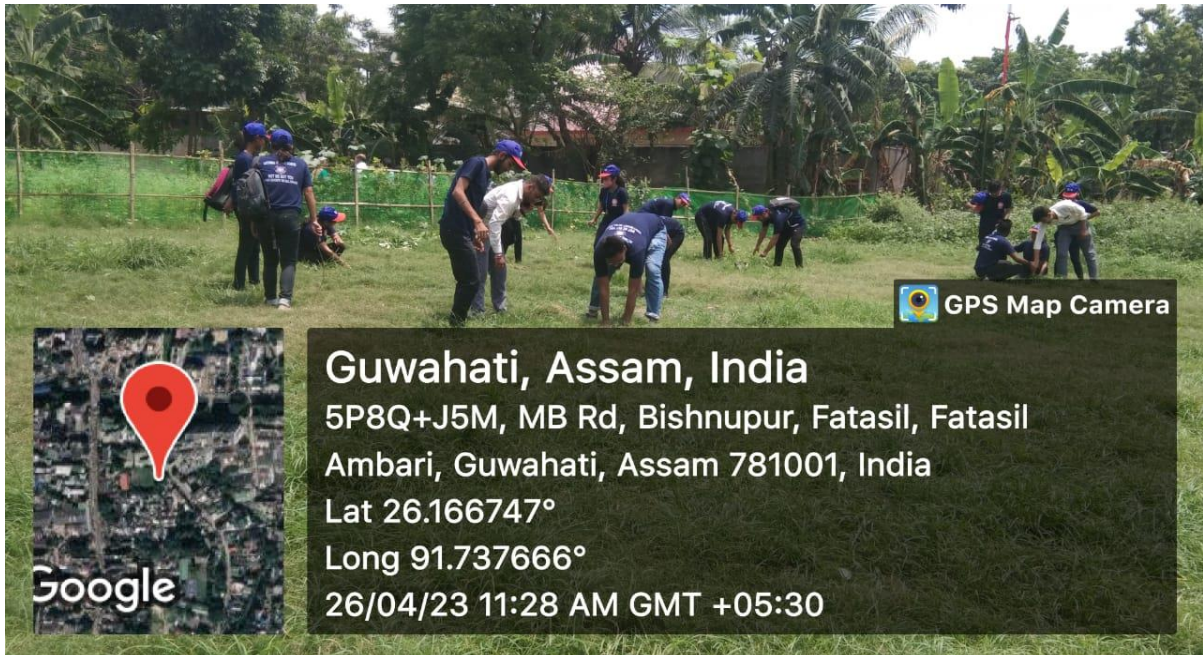 GPS Map Camera
Guwahati, Assam, India
5P8Q+J5M, MB Rd, Bishnupur, Fatasil, Fatasil
Ambari, Guwahati, Assam 781001, India
Lat 26.166747°
Long 91.737666°
26/04/23 11:28 AM GMT +05:30
Google